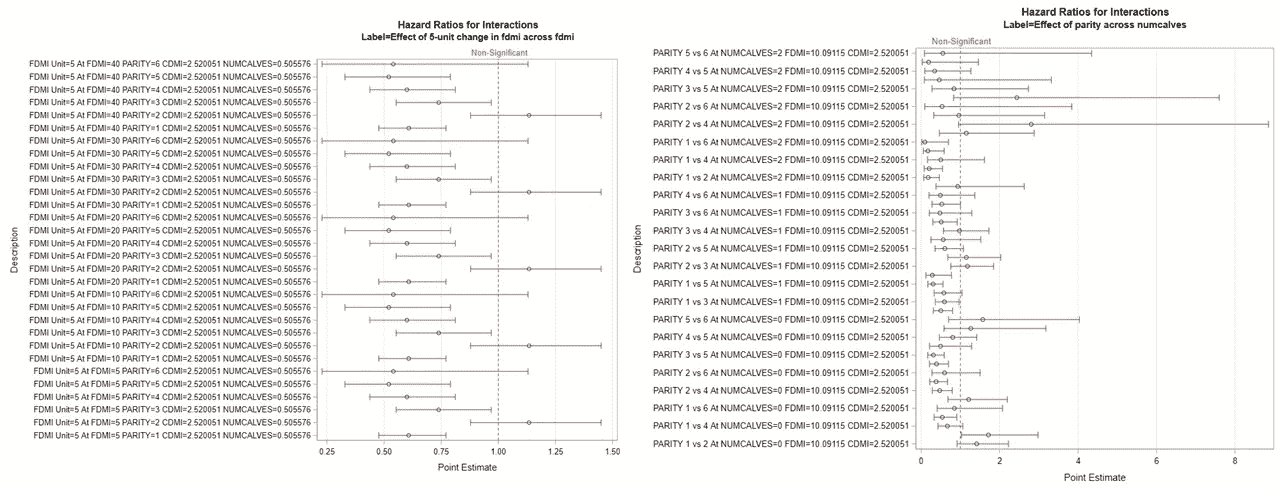 Hazard Ratios for Interactions
Label=Effect of 5-unit change in fdmi across fdmi
Non-Significant
FDMI Unit=5 At FDMI=40 PARITY=6 CDMI=2.520051 NUMCALVES=0.505576
FDMI Unit=5 At FDMI=40 PARITY=5 CDMI=2.520051 NUMCALVES=0.505576
FDMI Unit=5 At FDMI=40 PARITY=4 CDMI=2.520051 NUMCALVES=0.505576
FDMI Unit=5 At FDMI=40 PARITY=3 CDMI=2.520051 NUMCALVES=0.505576
FDMI Unit=5 At FDMI=40 PARITY=2 CDMI=2.520051 NUMCALVES=0.505576
FDMI Unit=5 At FDMI=40 PARITY=1 CDMI=2.520051 NUMCALVES=0.505576
FDMI Unit=5 At FDMI=30 PARITY=6 CDMI=2.520051 NUMCALVES=0.505576
FDMI Unit=5 At FDMI=30 PARITY=5 CDMI=2.520051 NUMCALVES=0.505576
FDMI Unit=5 At FDMI=30 PARITY=4 CDMI=2.520051 NUMCALVES=0.505576
FDMI Unit=5 At FDMI=30 PARITY=3 CDMI=2.520051 NUMCALVES=0.505576
FDMI Unit=5 At FDMI=30 PARITY=2 CDMI=2.520051 NUMCALVES=0.505576
FDMI Unit=5 At FDMI=30 PARITY=1 CDMI=2.520051 NUMCALVES=0.505576
FDMI Unit=5 At FDMI=20 PARITY=6 CDMI=2.520051 NUMCALVES=0.505576
FDMI Unit=5 At FDMI=20 PARITY=5 CDMI=2.520051 NUMCALVES=0.505576
FDMI Unit=5 At FDMI=20 PARITY=4 CDMI=2.520051 NUMCALVES=0.505576
FDMI Unit=5 At FDMI=20 PARITY=3 CDMI=2.520051 NUMCALVES=0.505576
FDMI Unit=5 At FDMI=20 PARITY=2 CDMI=2.520051 NUMCALVES=0.505576
FDMI Unit=5 At FDMI=20 PARITY=1 CDMI=2.520051 NUMCALVES=0.505576
FDMI Unit=5 At FDMI=10 PARITY=6 CDMI=2.520051 NUMCALVES=0.505576
FDMI Unit=5 At FDMI=10 PARITY=5 CDMI=2.520051 NUMCALVES=0.505576
FDMI Unit=5 At FDMI=10 PARITY=4 CDMI=2.520051 NUMCALVES=0.505576
FDMI Unit=5 At FDMI=10 PARITY=3 CDMI=2.520051 NUMCALVES=0.505576
FDMI Unit=5 At FDMI=10 PARITY=2 CDMI=2.520051 NUMCALVES=0.505576
FDMI Unit=5 At FDMI=10 PARITY=1 CDMI=2.520051 NUMCALVES=0.505576
FDMI Unit=5 At FDMI=5 PARITY=6 CDMI=2.520051 NUMCALVES=0.505576
FDMI Unit=5 At FDMI=5 PARITY=5 CDMI=2.520051 NUMCALVES=0.505576
FDMI Unit=5 At FDMI=5 PARITY=4 CDMI=2.520051 NUMCALVES=0.505576
FDMI Unit=5 At FDMI=5 PARITY=3 CDMI=2.520051 NUMCALVES=0.505576
FDMI Unit=5 At FDMI=5 PARITY=2 CDMI=2.520051 NUMCALVES=0.505576
FDMI Unit=5 At FDMI=5 PARITY=1 CDMI=2.520051 NUMCALVES=0.505576
Description
0.25 0.50 0.75 1.00 1.25 1.50
Point Estimate
Hazard Ratios for Interactions
Label=Effect of parity across numcalves
Non-Significant
PARITY 5 vs 6 At NUMCALVES=2 FDMI=10.09115 CDMI=2.520051
PARITY 4 vs 5 At NUMCALVES=2 FDMI=10.09115 CDMI=2.520051
PARITY 3 vs 5 At NUMCALVES=2 FDMI=10.09115 CDMI=2.520051
PARITY 2 vs 6 At NUMCALVES=2 FDMI=10.09115 CDMI=2.520051
PARITY 2 vs 4 At NUMCALVES=2 FDMI=10.09115 CDMI=2.520051
PARITY 1 vs 6 At NUMCALVES=2 FDMI=10.09115 CDMI=2.520051
PARITY 1 vs 4 At NUMCALVES=2 FDMI=10.09115 CDMI=2.520051
PARITY 1 vs 2 At NUMCALVES=2 FDMI=10.09115 CDMI=2.520051
PARITY 4 vs 6 At NUMCALVES=1 FDMI=10.09115 CDMI=2.520051
PARITY 3 vs 6 At NUMCALVES=1 FDMI=10.09115 CDMI=2.520051
PARITY 3 vs 4 At NUMCALVES=1 FDMI=10.09115 CDMI=2.520051
PARITY 2 vs 5 At NUMCALVES=1 FDMI=10.09115 CDMI=2.520051
PARITY 2 vs 3 At NUMCALVES=1 FDMI=10.09115 CDMI=2.520051
PARITY 1 vs 5 At NUMCALVES=1 FDMI=10.09115 CDMI=2.520051
PARITY 1 vs 3 At NUMCALVES=1 FDMI=10.09115 CDMI=2.520051
PARITY 5 vs 6 At NUMCALVES=0 FDMI=10.09115 CDMI=2.520051
PARITY 4 vs 5 At NUMCALVES=0 FDMI=10.09115 CDMI=2.520051
PARITY 3 vs 5 At NUMCALVES=0 FDMI=10.09115 CDMI=2.520051
PARITY 2 vs 6 At NUMCALVES=0 FDMI=10.09115 CDMI=2.520051
PARITY 2 vs 4 At NUMCALVES=0 FDMI=10.09115 CDMI=2.520051
PARITY 1 vs 6 At NUMCALVES=0 FDMI=10.09115 CDMI=2.520051
PARITY 1 vs 4 At NUMCALVES=0 FDMI=10.09115 CDMI=2.520051
PARITY 1 vs 2 At NUMCALVES=0 FDMI=10.09115 CDMI=2.520051
Description
0 2 4 6 8
Point Estimate